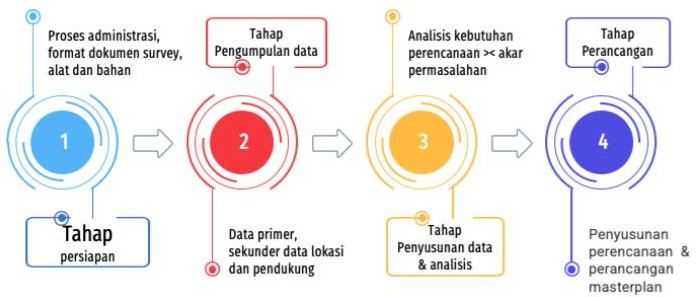 Proses administrasi,
format dokumen survey,
alat dan bahan
1
Tahap
persiapan
Tahap
Pengumpulan data
2
Data primer,
sekunder data lokasi
dan pendukung
Analisis kebutuhan
perencanaan >< akar
permasalahan
3
Tahap
Penyusunan data
& analisis
Tahap
Perancangan
4
Penyusunan
perencanaan &
perancangan
masterplan